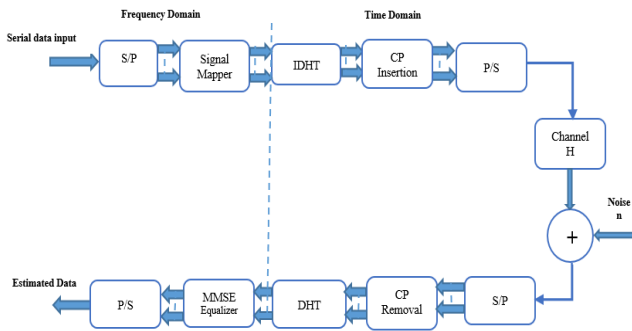 Frequency Domain
Time Domain
Serial data input
S/P
Signal
Mapper
IDHT
CP
Insertion
P/S
Channel
H
Noise
n
+
Estimated Data
P/S
MMSE
Equalizer
DHT
CP
Removal
S/P